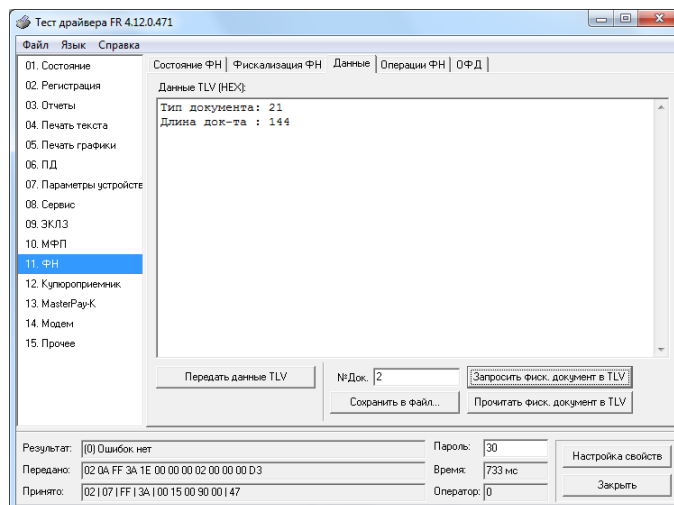 Тест драйвера FR 4.12.0.471
Файл Язык Справка
01. Состояние
02. Регистрация
03. Отчеты
04. Печать текста
05. Печать графики
06. ПД
07. Параметры устройств
08. Сервис
09. ЭКЛЗ
10. МФП
11. ФН
12. Купюроприемник
13. MasterPay-K
14. Модем
15. Прочее
Состояние ФН Фискализация ФН Данные Операции ФН ОФД
Данные TLV (HEX):
Тип документа: 21
Длина док-та : 144
Передать данные TLV
№Док. 2
Запросить фиск. документ в TLV
Сохранить в файл...
Прочитать фиск. документ в TLV
Результат: (0) Ошибок нет
Передано: 02 0A FF 3A 1E 00 00 00 02 00 00 00 D3
Принято: 02 | 07 | FF | 3A | 00 15 00 90 00 | 47
Пароль: 30
Время: 733 мс
Оператор: 0
Настройка свойств
Закрыть